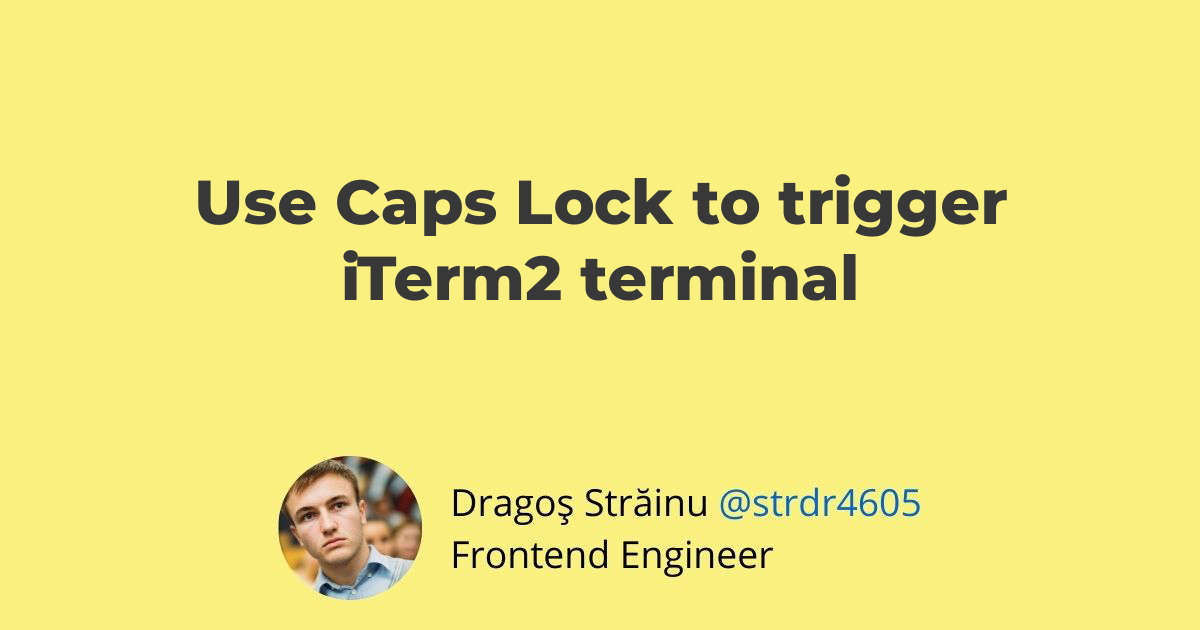 Use Caps Lock to trigger
iTerm2 terminal
Dragoş Străinu @strdr4605
Frontend Engineer